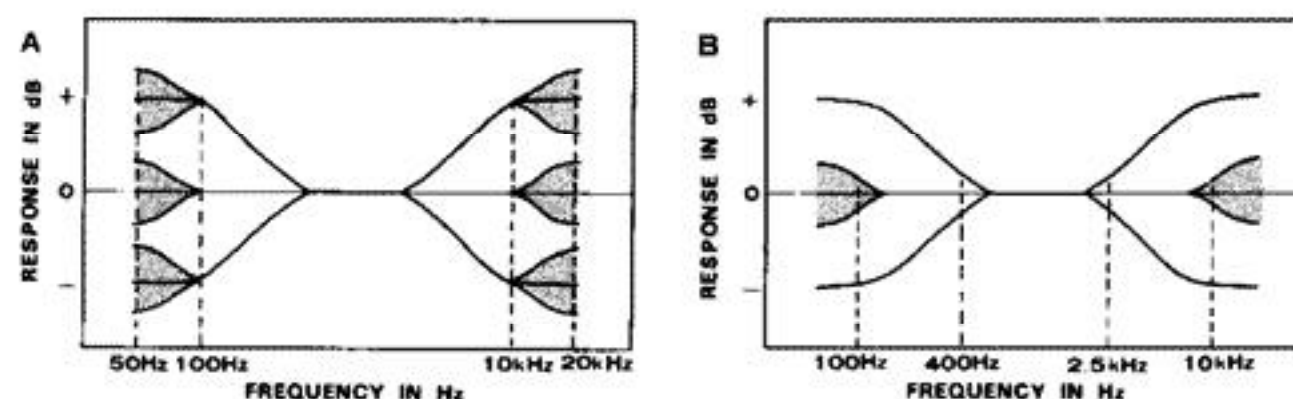 A
RESPONSE IN dB
+
O
−
50Hz 100Hz 10kHz 20kHz
FREQUENCY IN Hz
B
RESPONSE IN dB
+
O
−
100Hz 400Hz 2.5kHz 10kHz
FREQUENCY IN Hz